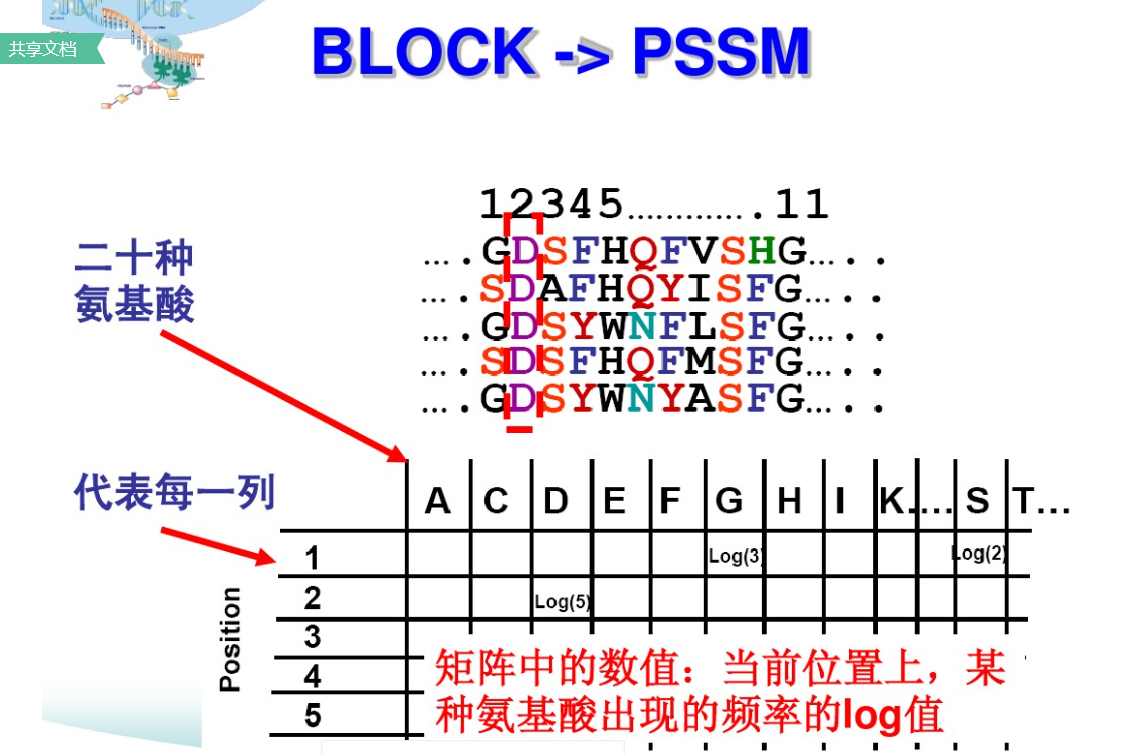 共享文档
BLOCK -> PSSM
12345............. .11
... .GDSFHQFVSHG... . .
... .SDAFHQYISFG... . .
... .GDSYWNFLSFG... . .
... .SDSFHQFMSFG... . .
... .GDSYWNYASFG... . .
二十种
氨基酸
代表每一列
A C D E F G H I K.... S T...
1 Log(3) Log(2)
2 Log(5)
3
4
5
Position
矩阵中的数值：当前位置上，某
种氨基酸出现的频率的log值